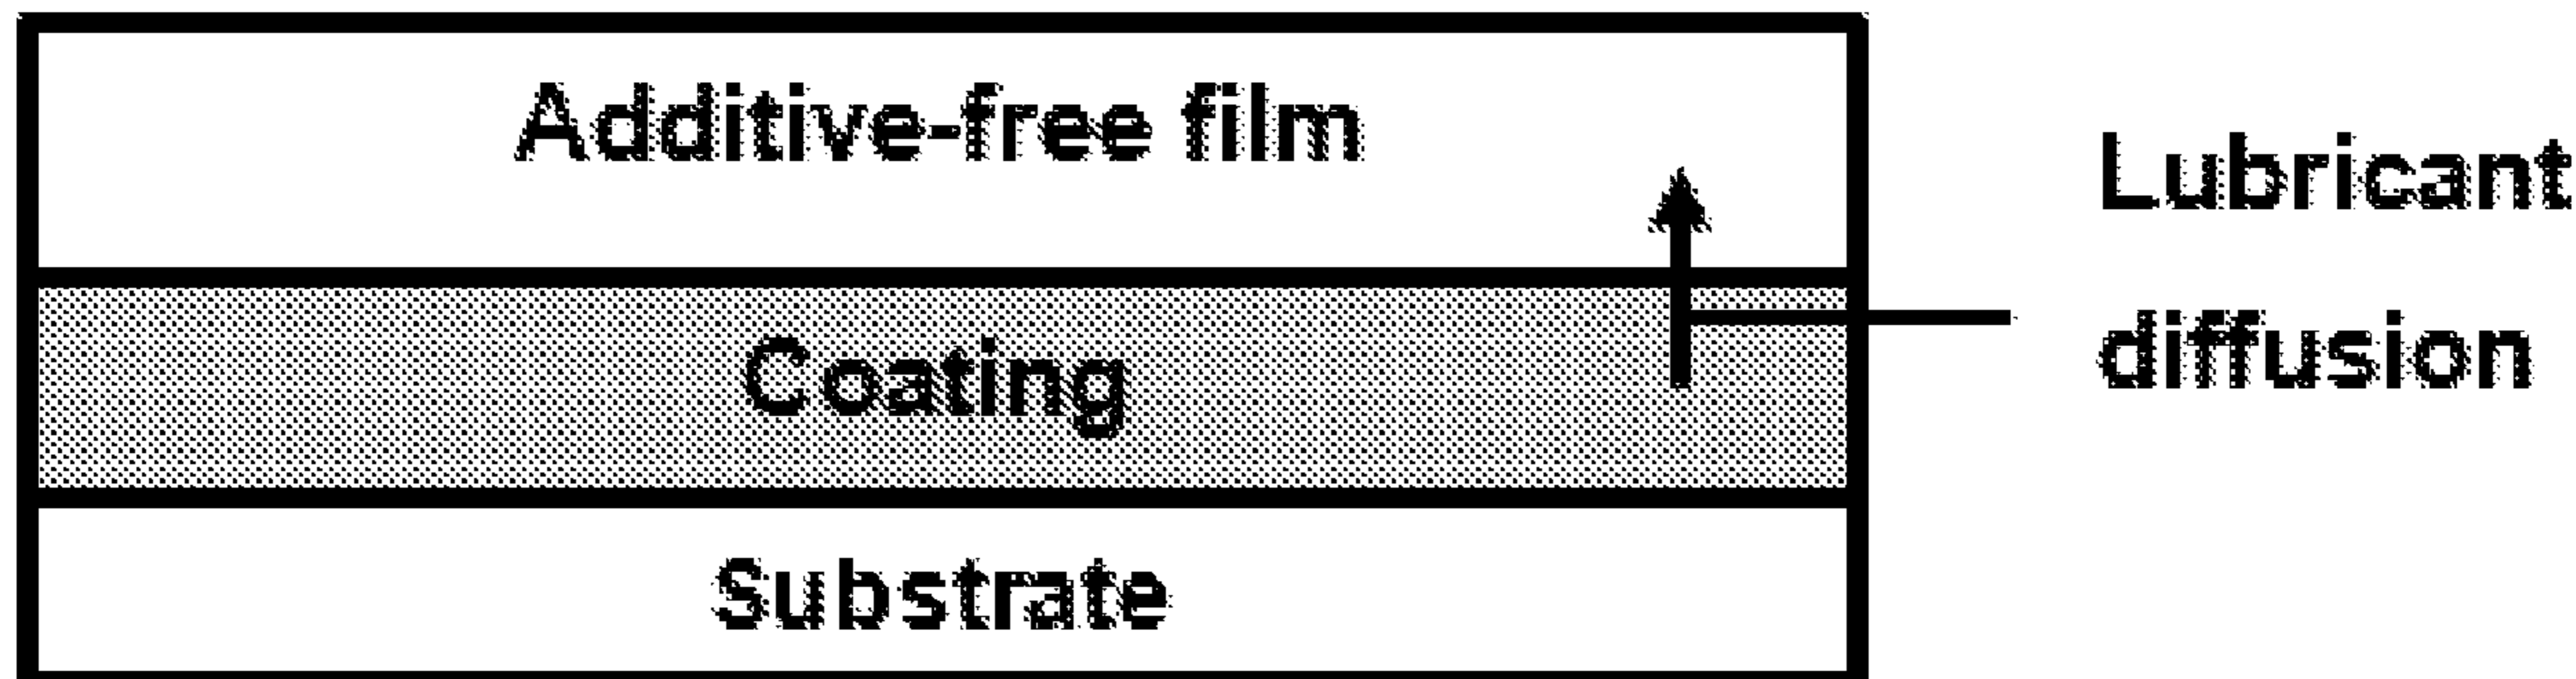 Additive-free film
Lubricant
diffusion
Coating
Substrate